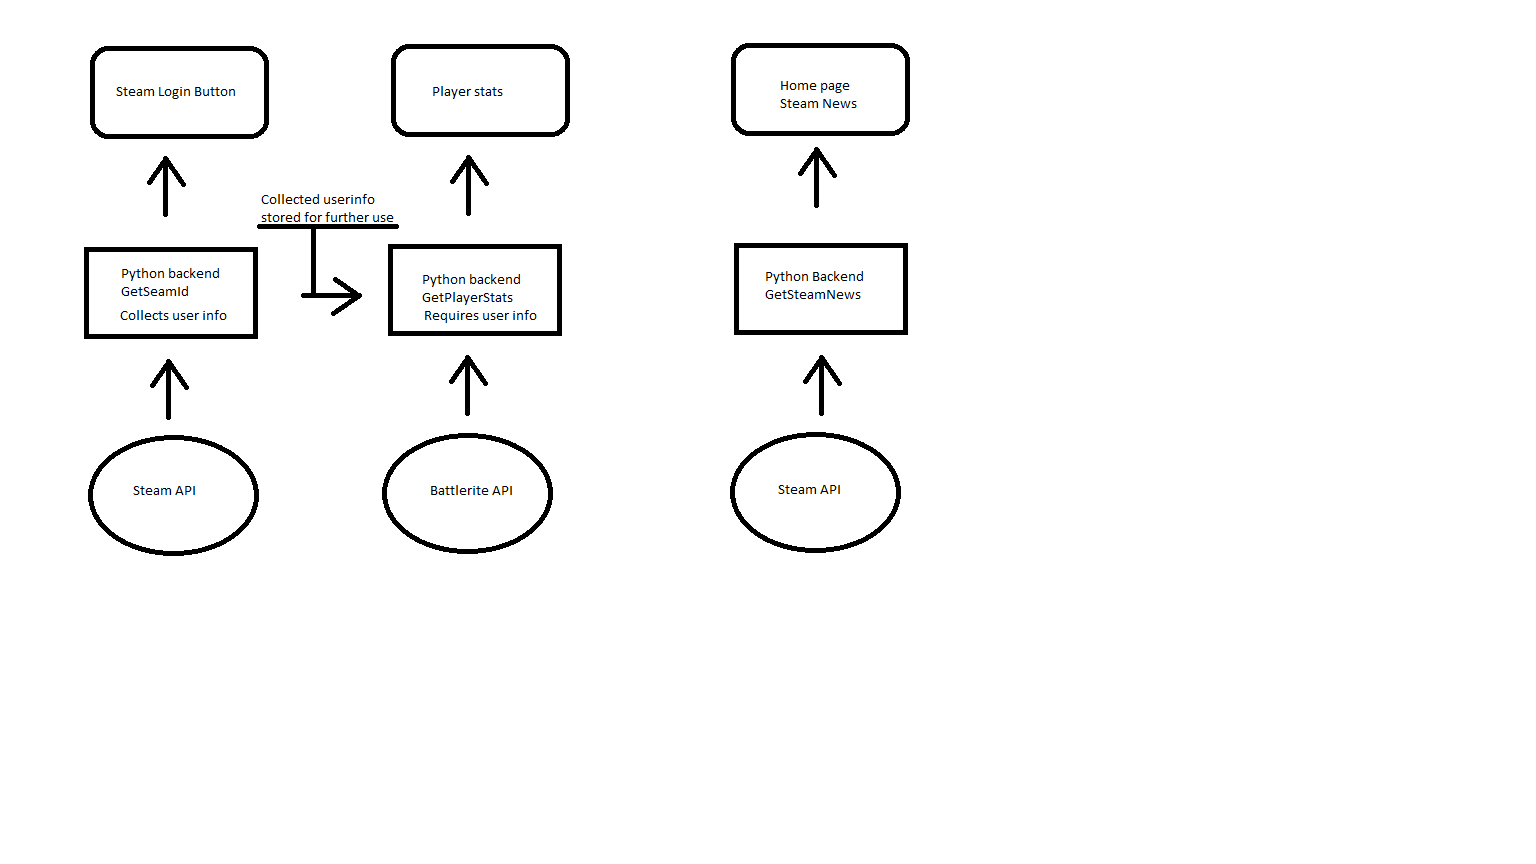 Steam Login Button
Player stats
Home page
Steam News
Collected userinfo
stored for further use
Python backend
GetSeamId
Collects user info
Python backend
GetPlayerStats
Requires user info
Python Backend
GetSteamNews
Steam API
Battlerite API
Steam API